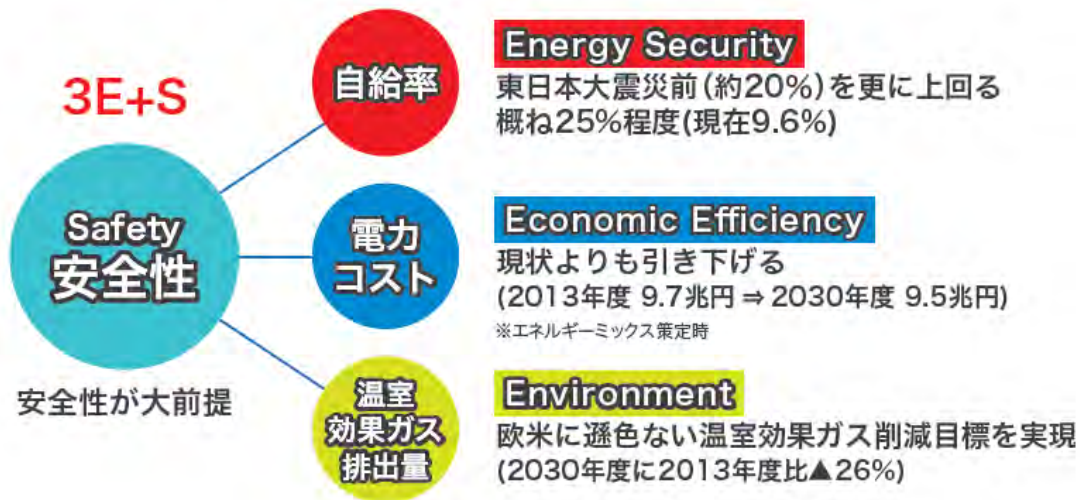 3E+S
Safety
安全性
安全性が大前提
自給率
Energy Security
東日本大震災前(約20%)を更に上回る
概ね25%程度(現在9.6%)
電力
コスト
Economic Efficiency
現状よりも引き下げる
(2013年度 9.7兆円 ⇒ 2030年度 9.5兆円)
※エネルギーミックス策定時
温室
効果ガス
排出量
Environment
欧米に遜色ない温室効果ガス削減目標を実現
(2030年度に2013年度比▲26%)